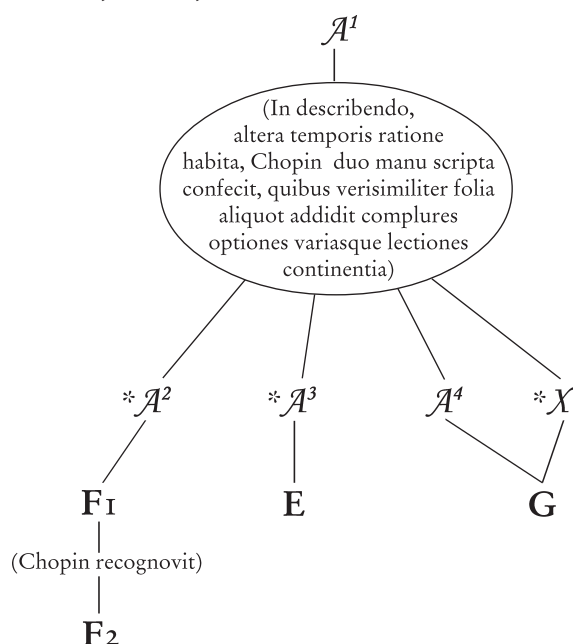 A¹
(In describendo,
altera temporis ratione
habita, Chopin duo manu scripta
confecit, quibus verisimiliter folia
aliquot addidit complures
optiones variasque lectiones
continentia)
*A² *A³ A⁴ *X
F1 E G
(Chopin recognovit)
F2